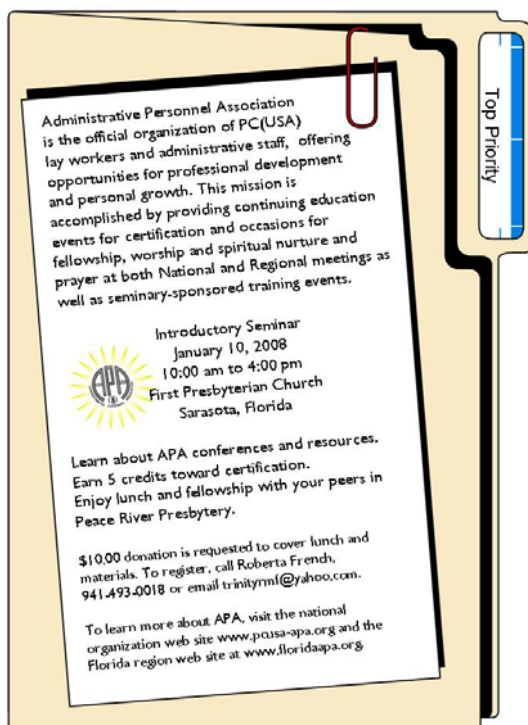 Top Priority
Administrative Personnel Association
is the official organization of PC(USA)
lay workers and administrative staff, offering
opportunities for professional development
and personal growth. This mission is
accomplished by providing continuing education
events for certification and occasions for
fellowship, worship and spiritual nurture and
prayer at both National and Regional meetings as
well as seminary-sponsored training events.
Introductory Seminar
January 10, 2008
10:00 am to 4:00 pm
First Presbyterian Church
Sarasota, Florida
APA
Learn about APA conferences and resources.
Earn 5 credits toward certification.
Enjoy lunch and fellowship with your peers in
Peace River Presbytery.
$10.00 donation is requested to cover lunch and
materials. To register, call Roberta French,
941-493-0018 or email trinityrmf@yahoo.com.
To learn more about APA, visit the national
organization web site www.pcusa-apa.org and the
Florida region web site at www.floridaapa.org.